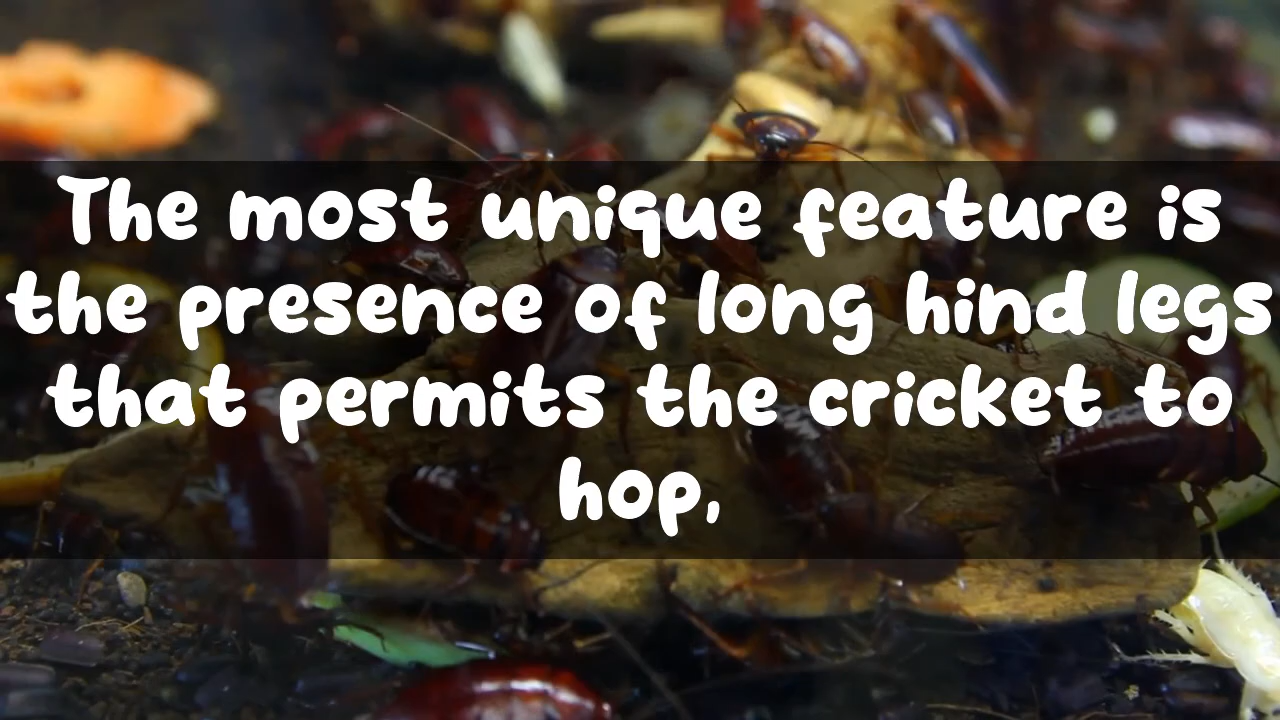 The most unique feature is
the presence of long hind legs
that permits the cricket to
hop,